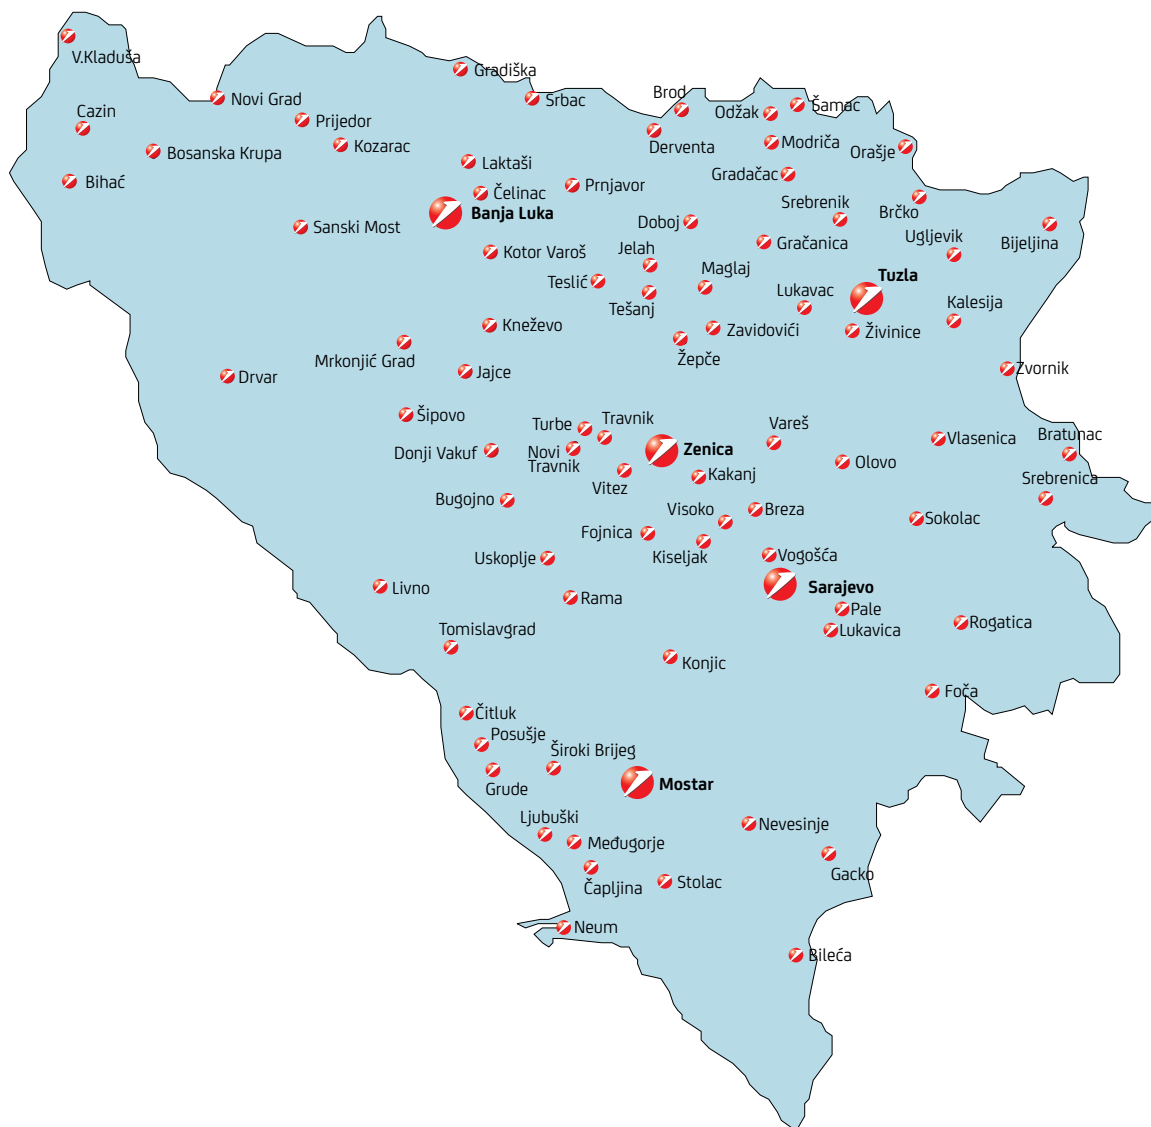 V.Kladuša
Gradiška
Novi Grad
Srbac
Brod
Odžak
Šamac
Cazin
Prijedor
Kozarac
Bosanska Krupa
Derventa
Modriča
Orašje
Laktaši
Gradačac
Bihać
Čelinac
Prnjavor
Banja Luka
Sanski Most
Doboj
Srebrenik
Brčko
Bijeljina
Kotor Varoš
Jelah
Gračanica
Ugljevik
Teslić
Maglaj
Tuzla
Tešanj
Lukavac
Kalesija
Kneževo
Zavidovići
Živinice
Mrkonjić Grad
Žepče
Drvar
Jajce
Zvornik
Šipovo
Turbe
Travnik
Vareš
Vlasenica
Bratunac
Donji Vakuf
Novi
Travnik
Zenica
Olovo
Vitez
Kakanj
Srebrenica
Bugojno
Visoko
Breza
Sokolac
Fojnica
Kiseljak
Vogošća
Uskoplje
Livno
Rama
Sarajevo
Pale
Lukavica
Rogatica
Tomislavgrad
Konjic
Foča
Čitluk
Posušje
Široki Brijeg
Grude
Mostar
Ljubuški
Međugorje
Nevesinje
Čapljina
Stolac
Gacko
Neum
Bileća